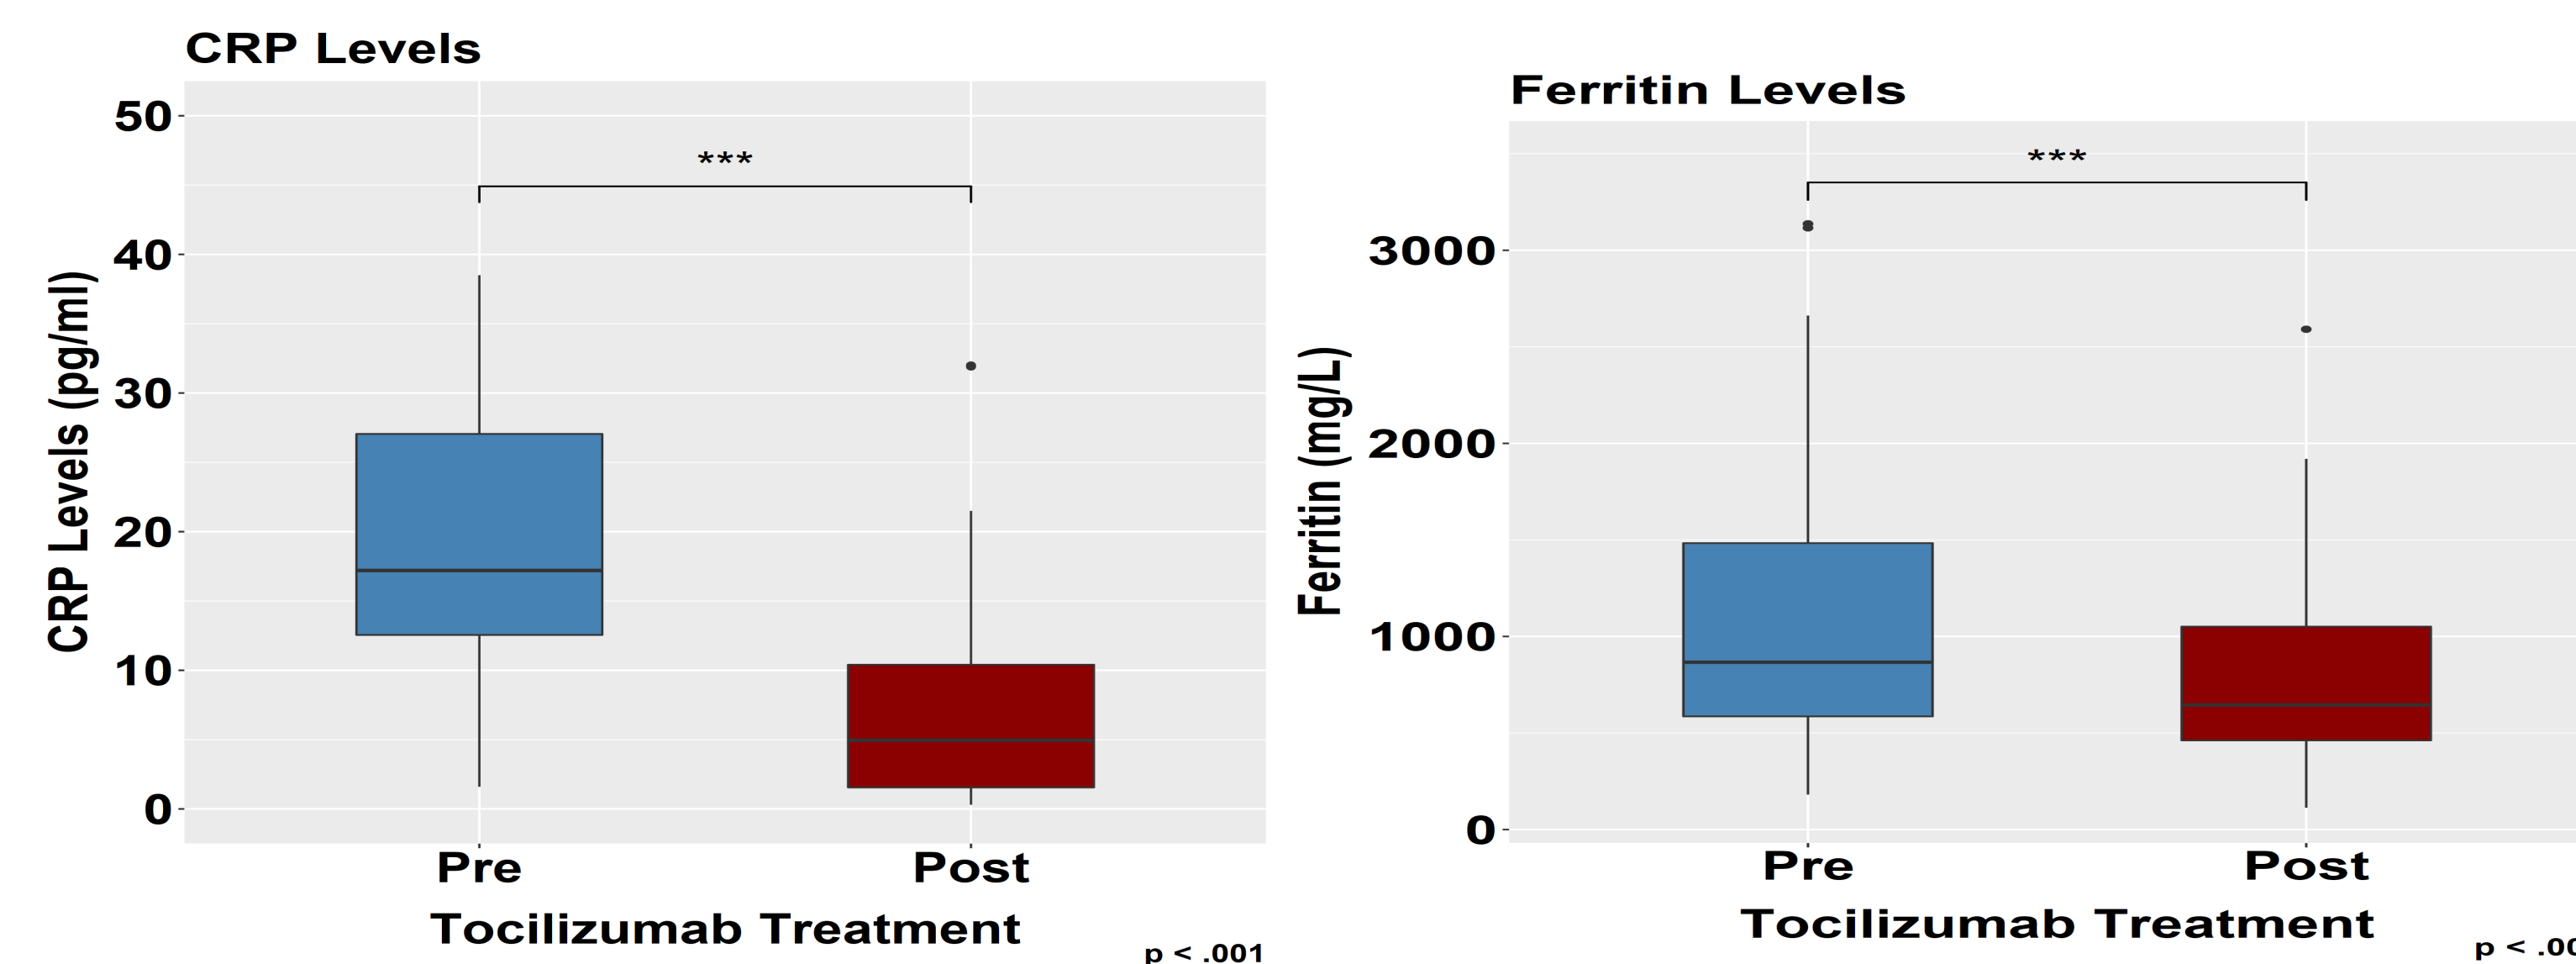 CRP Levels
50
40
30
20
10
0
CRP Levels (pg/ml)
***
Pre
Post
Tocilizumab Treatment
p < .001
Ferritin Levels
3000
2000
1000
0
Ferritin (mg/L)
***
Pre
Post
Tocilizumab Treatment
p < .00